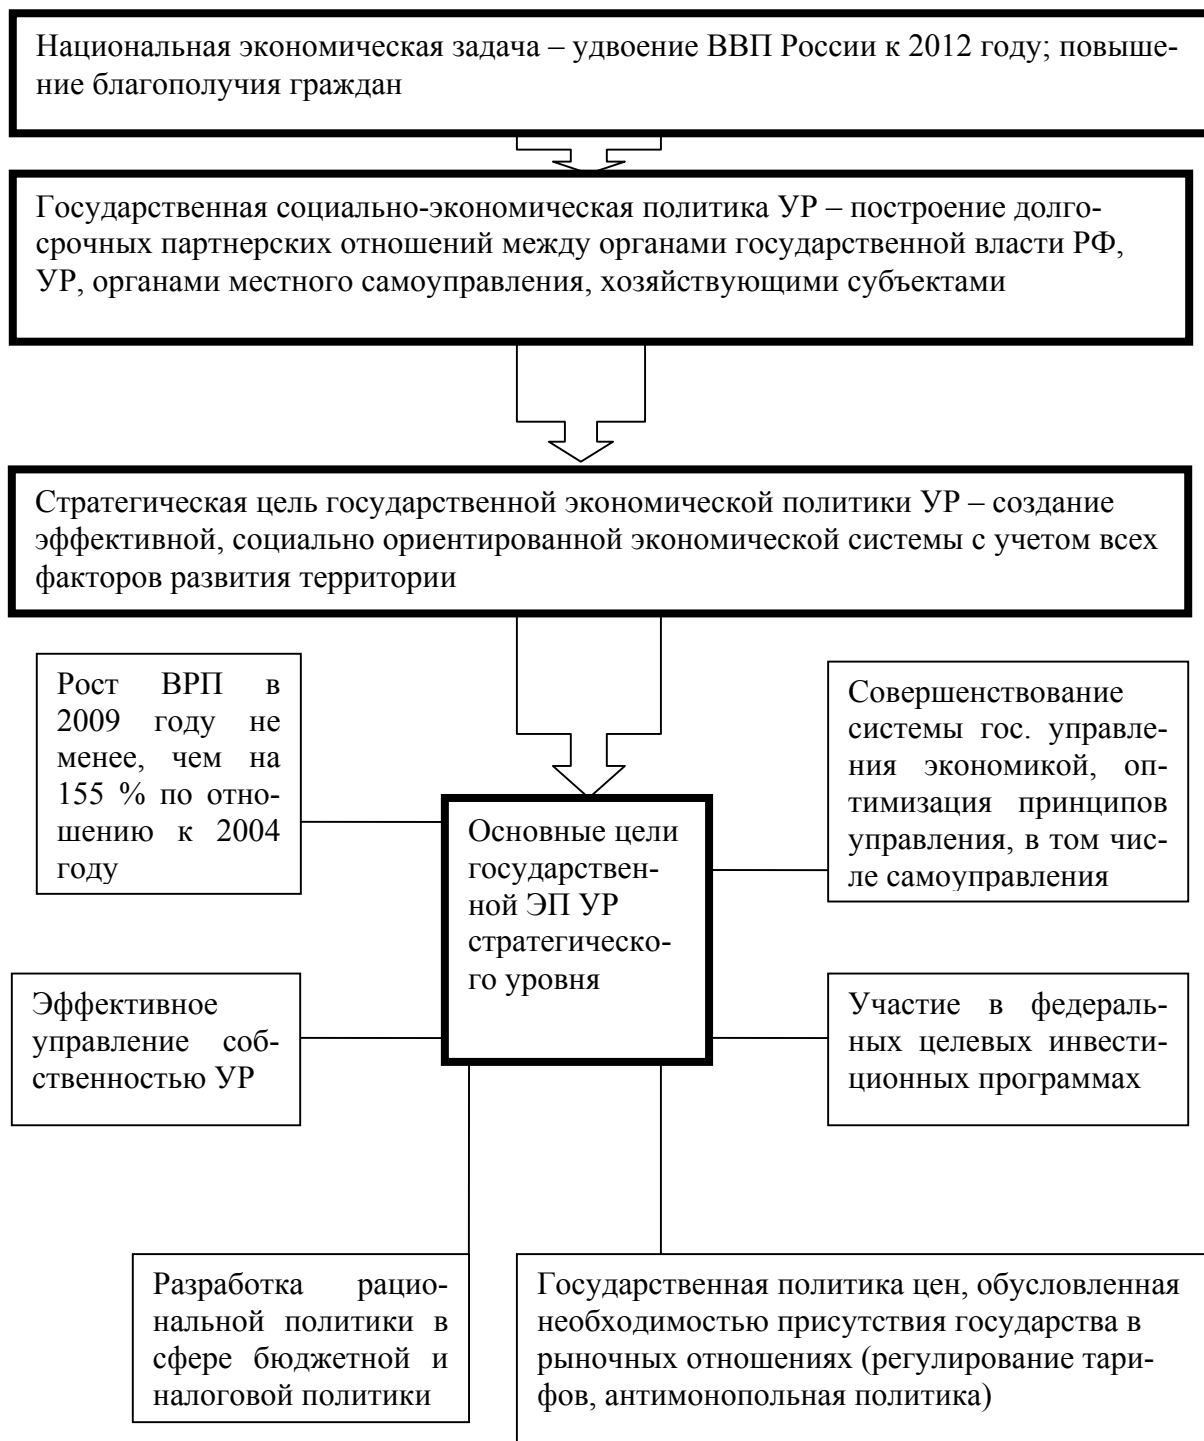 Национальная экономическая задача – удвоение ВВП России к 2012 году; повыше-
ние благополучия граждан
Государственная социально-экономическая политика УР – построение долго-
срочных партнерских отношений между органами государственной власти РФ,
УР, органами местного самоуправления, хозяйствующими субъектами
Стратегическая цель государственной экономической политики УР – создание
эффективной, социально ориентированной экономической системы с учетом всех
факторов развития территории
Рост ВРП в
2009 году не
менее, чем на
155 % по отно-
шению к 2004
году
Совершенствование
системы гос. управле-
ния экономикой, оп-
тимизация принципов
управления, в том чис-
ле самоуправления
Основные цели
государствен-
ной ЭП УР
стратегическо-
го уровня
Эффективное
управление соб-
ственностью УР
Участие в федераль-
ных целевых инвести-
ционных программах
Разработка рацио-
нальной политики в
сфере бюджетной и
налоговой политики
Государственная политика цен, обусловленная
необходимостью присутствия государства в
рыночных отношениях (регулирование тари-
фов, антимонопольная политика)